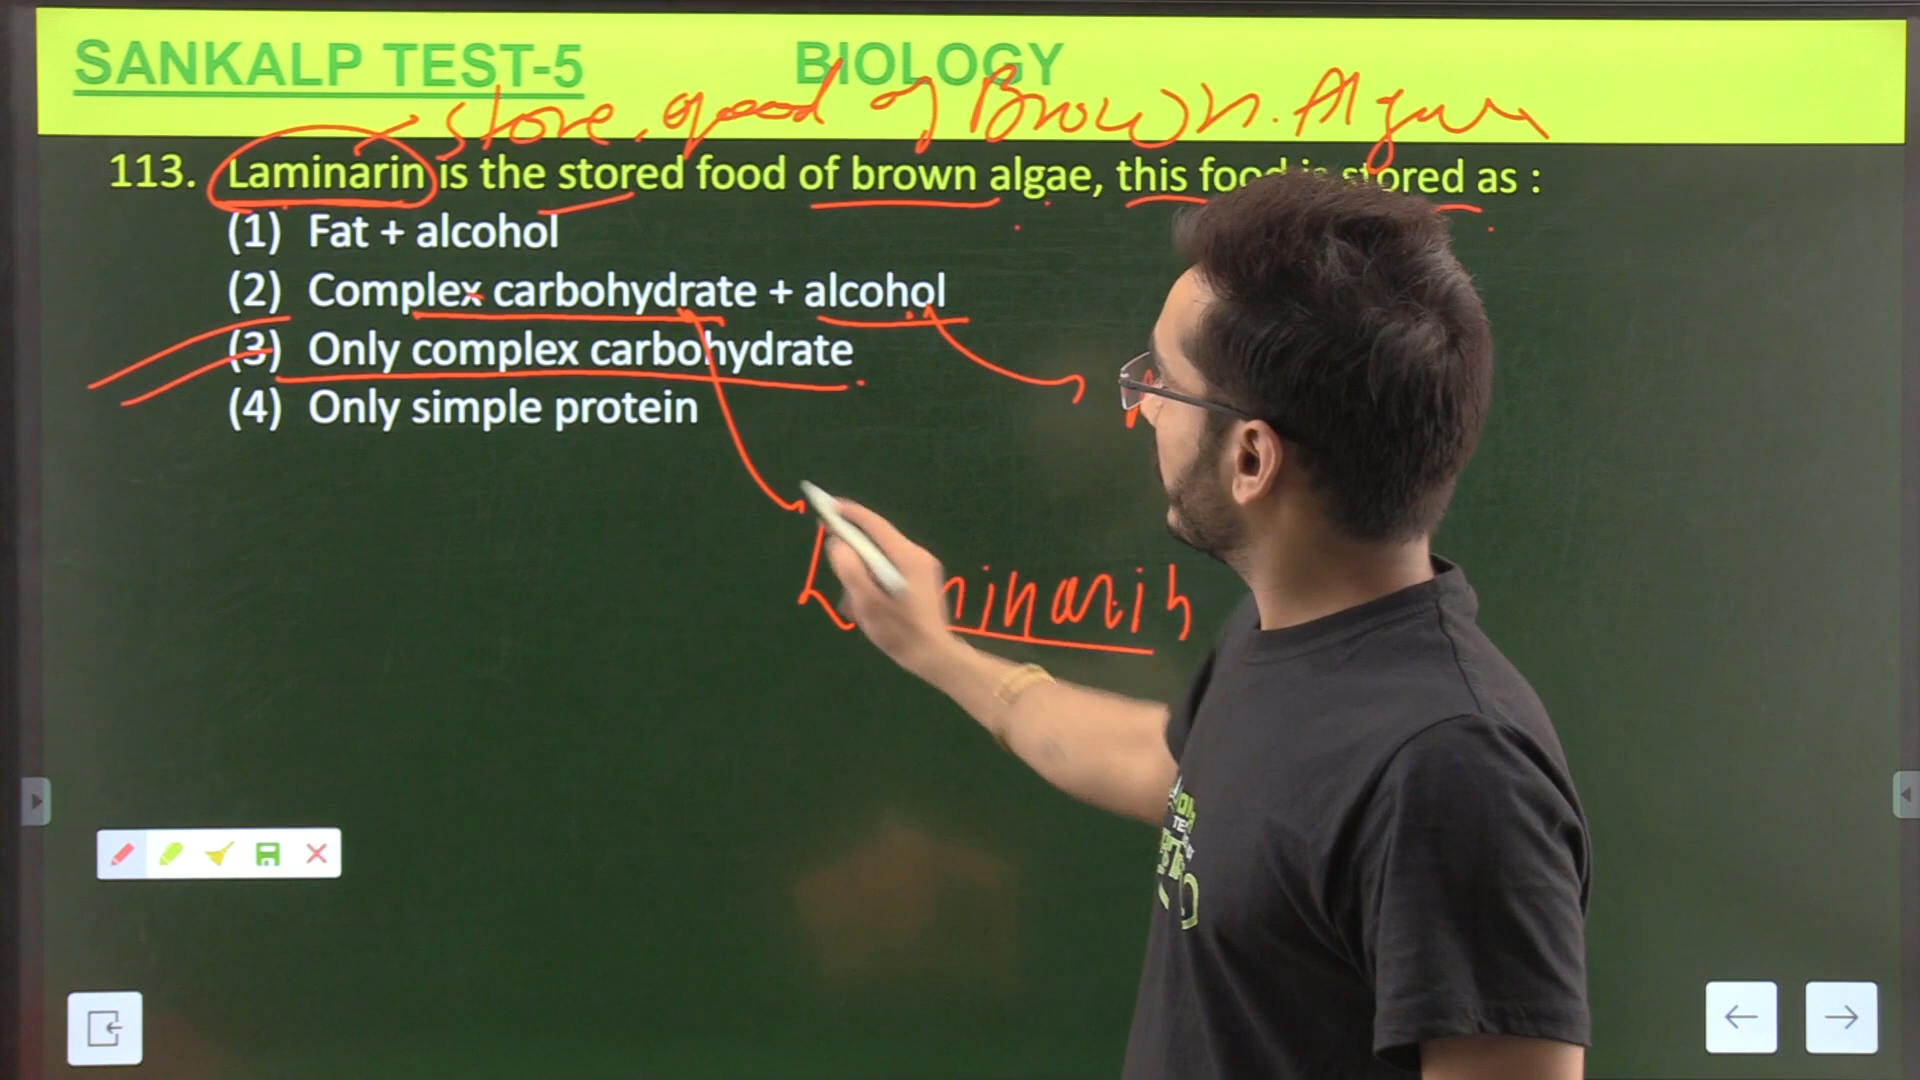 SANKALP TEST-5 BIOLOGY
store food of Brown Algae
113. Laminarin is the stored food of brown algae, this food is stored as :
(1) Fat + alcohol
(2) Complex carbohydrate + alcohol
(3) Only complex carbohydrate
(4) Only simple protein